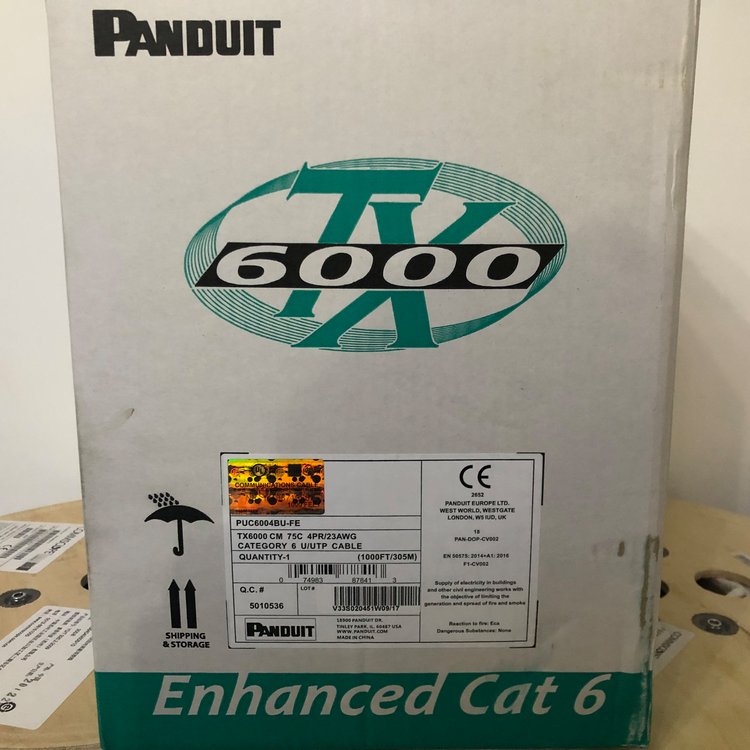 PANDUIT
TX
6000
COMMUNICATIONS CABLE
PUC6004BU-FE
TX6000 CM 75C 4PR/23AWG
CATEGORY 6 U/UTP CABLE
QUANTITY-1 (1000FT/305M)
0 74983 87841 3
Q.C. # LOT #
5010536 V33S020451W09/17
PANDUIT
18900 PANDUIT DR.
TINLEY PARK, IL. 60487 USA
WWW.PANDUIT.COM
MADE IN CHINA
CE
2652
PANDUIT EUROPE LTD.
WEST WORLD, WESTGATE
LONDON, W5 IUD, UK
18
PAN-DOP-CV002
EN 50575: 2014+A1: 2016
F1-CV002
Supply of electricity in buildings
and other civil engineering works with
the objective of limiting the
generation and spread of fire and smoke
Reaction to fire: Eca
Dangerous Substances: None
SHIPPING
& STORAGE
Enhanced Cat 6